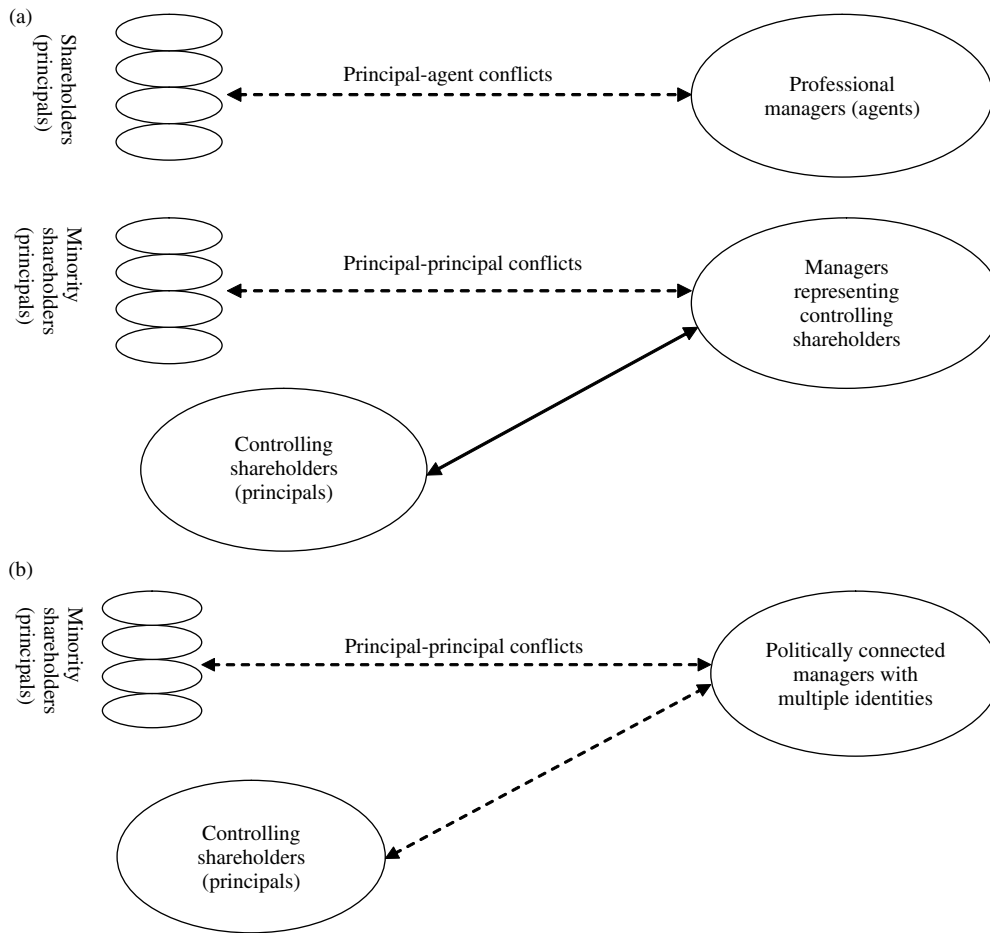 (a)
Shareholders
(principals)
Principal-agent conflicts
Professional
managers (agents)
Minority
shareholders
(principals)
Principal-principal conflicts
Managers
representing
controlling
shareholders
Controlling
shareholders
(principals)
(b)
Minority
shareholders
(principals)
Principal-principal conflicts
Politically connected
managers with
multiple identities
Controlling
shareholders
(principals)